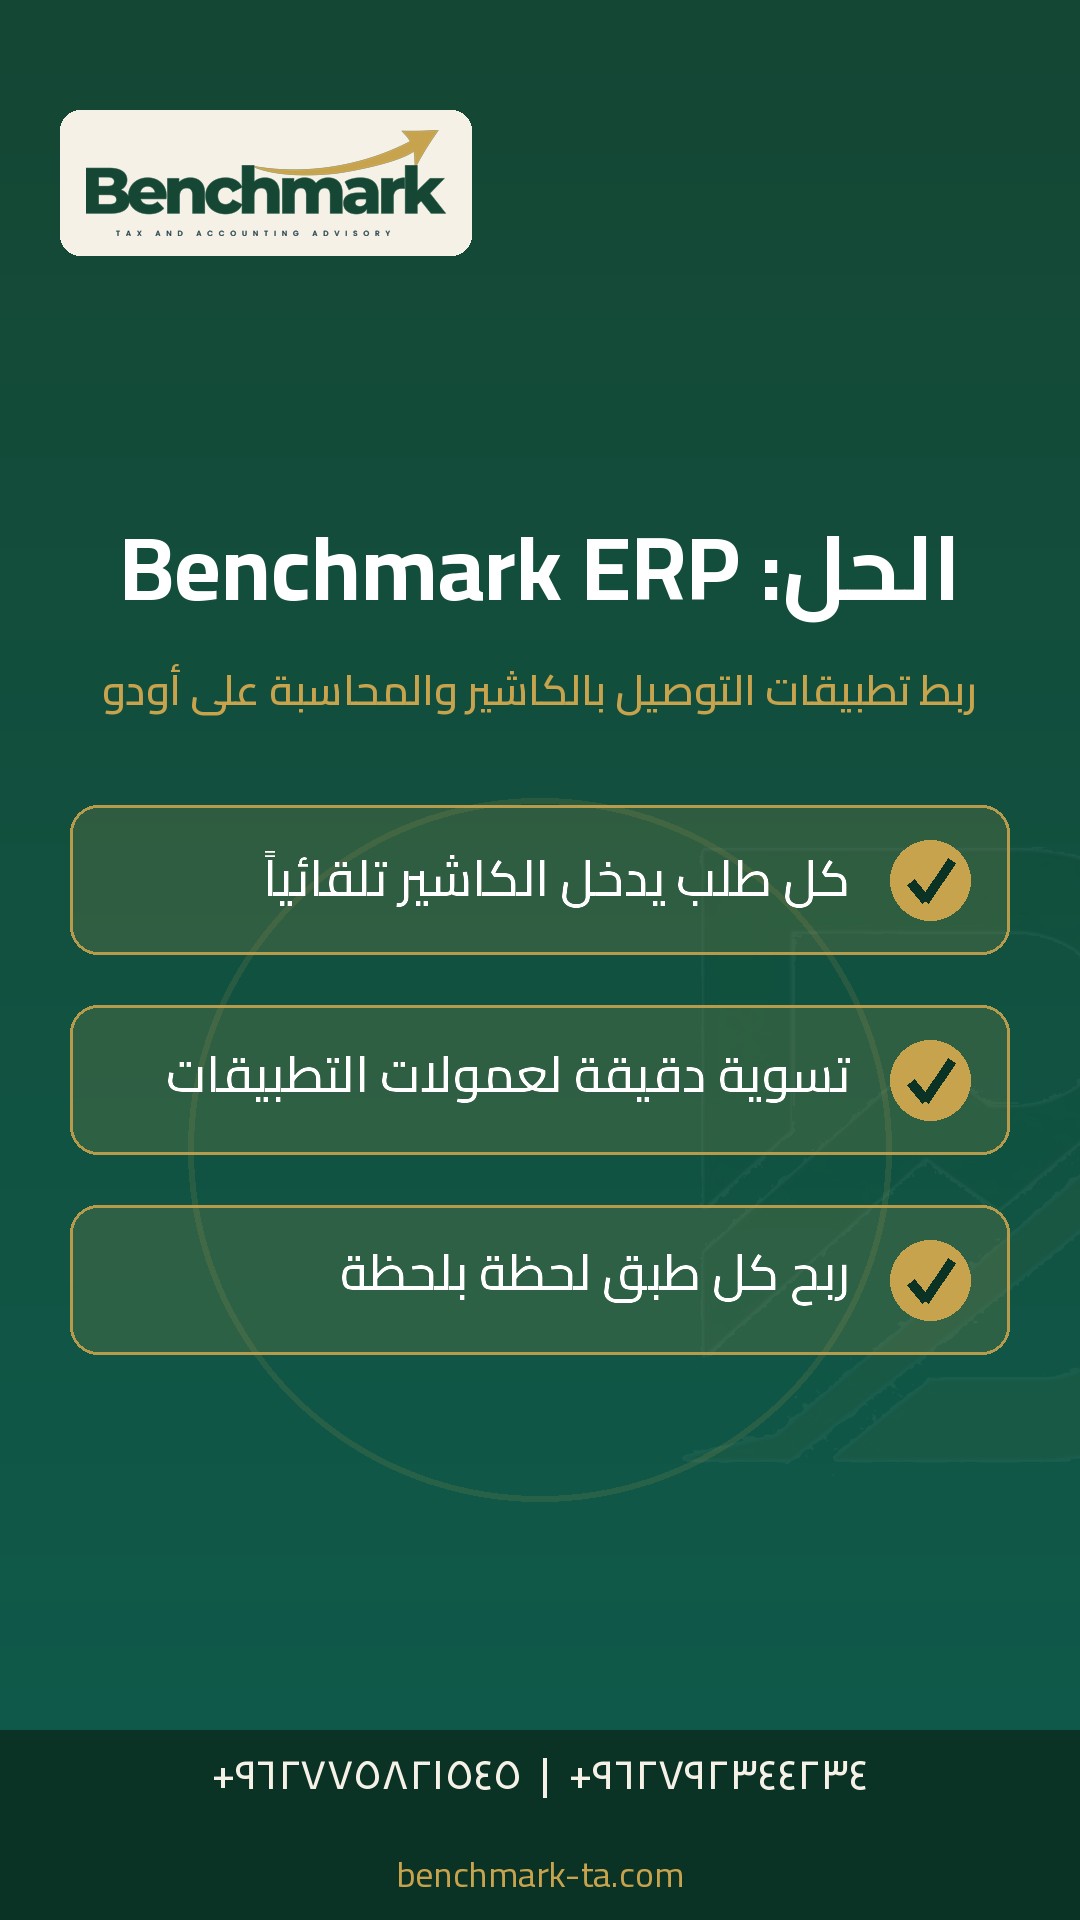 Benchmark
TAX AND ACCOUNTING ADVISORY
الحل: Benchmark ERP
ربط تطبيقات التوصيل بالكاشير والمحاسبة على أودو
كل طلب يدخل الكاشير تلقائياً
تسوية دقيقة لعمولات التطبيقات
ربح كل طبق لحظة بلحظة
+٩٦٢٧٧٥٨٢١٥٤٥ | +٩٦٢٧٩٢٣٤٤٢٣٤
benchmark-ta.com